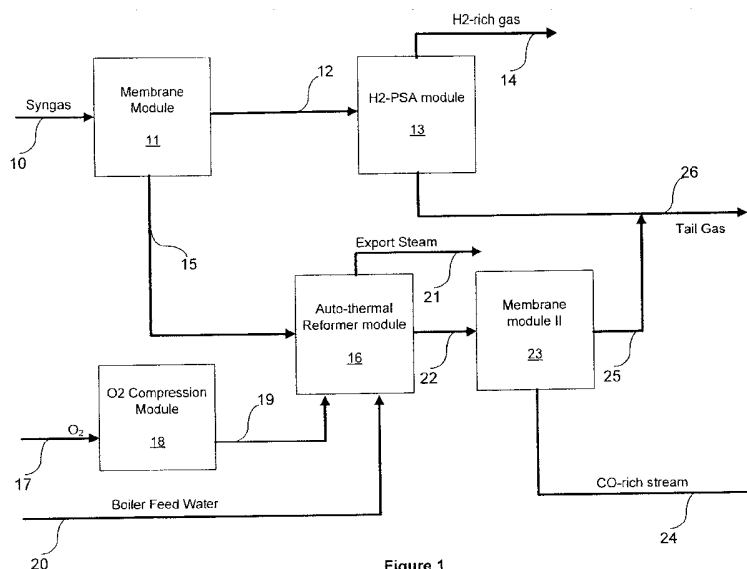 H2-rich gas
14
12
Syngas
10
Membrane
Module
11
H2-PSA module
13
26
Tail Gas
15
Export Steam
21
Auto-thermal
Reformer module
16
22
Membrane
module II
23
25
O2 Compression
Module
18
19
O2
17
Boiler Feed Water
20
CO-rich stream
24
Figure 1